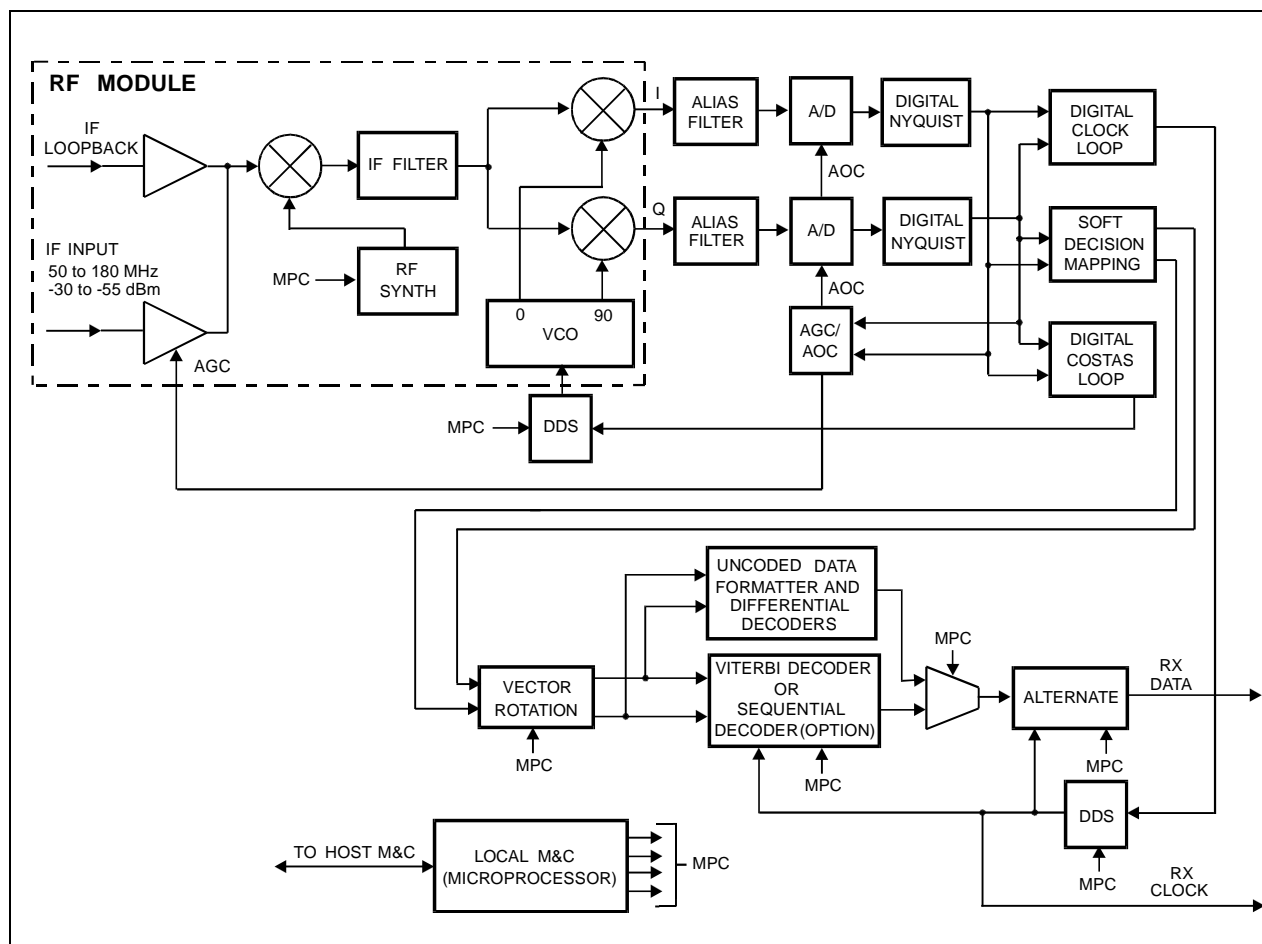 RF MODULE
IF
LOOPBACK
IF INPUT
50 to 180 MHz
-30 to -55 dBm
AGC
IF FILTER
MPC
RF
SYNTH
0
90
VCO
MPC
DDS
I
ALIAS
FILTER
A/D
DIGITAL
NYQUIST
DIGITAL
CLOCK
LOOP
AOC
Q
ALIAS
FILTER
A/D
DIGITAL
NYQUIST
SOFT
DECISION
MAPPING
AOC
AGC/
AOC
DIGITAL
COSTAS
LOOP
UNCODED DATA
FORMATTER AND
DIFFERENTIAL
DECODERS
VECTOR
ROTATION
MPC
VITERBI DECODER
OR
SEQUENTIAL
DECODER(OPTION)
MPC
MPC
ALTERNATE
MPC
RX
DATA
DDS
MPC
RX
CLOCK
TO HOST M&C
LOCAL M&C
(MICROPROCESSOR)
MPC